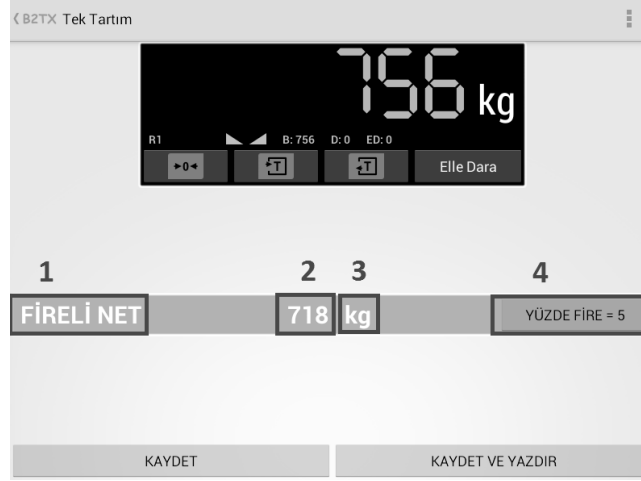 B2TX Tek Tartım
756 kg
R1 B: 756 D: 0 ED: 0
→0← T T Elle Dara
1 2 3 4
FİRELİ NET 718 kg YÜZDE FİRE = 5
KAYDET KAYDET VE YAZDIR